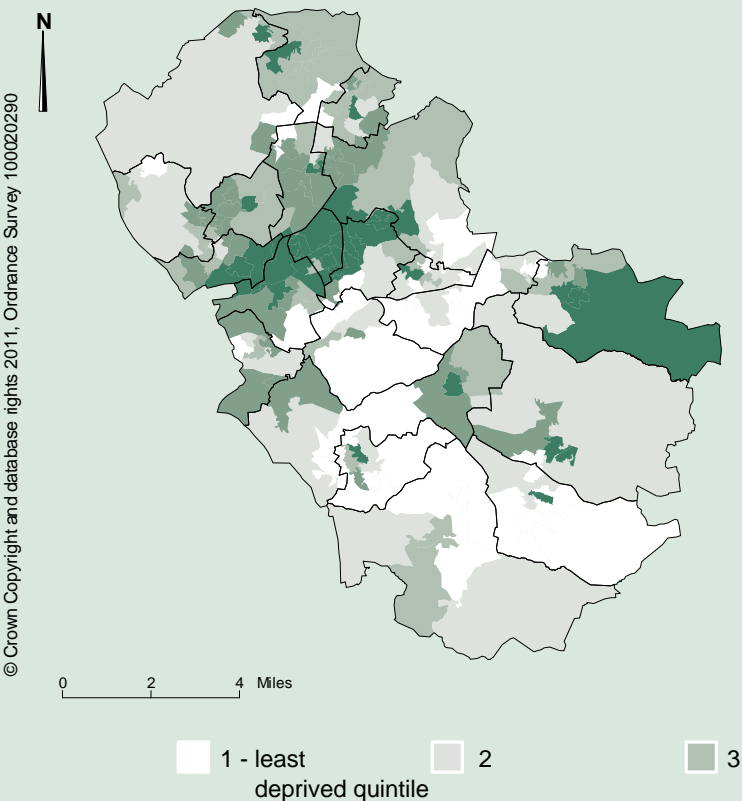 N
© Crown Copyright and database rights 2011, Ordnance Survey 100020290
0 2 4 Miles
1 - least 2 3
deprived quintile